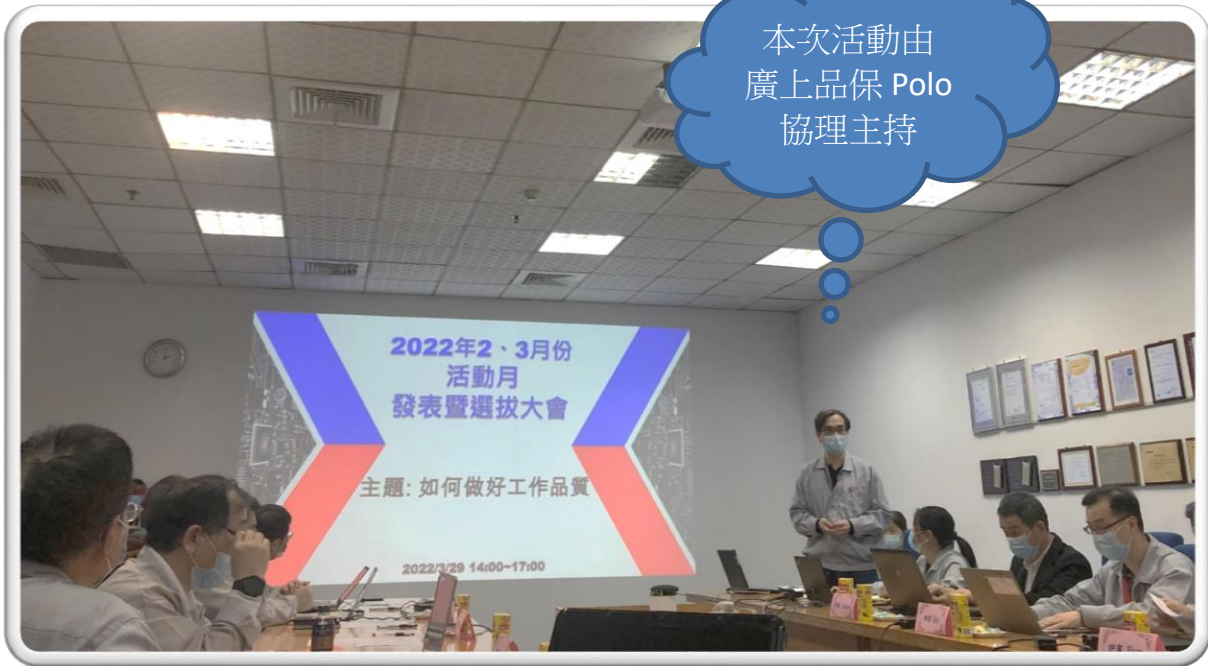 本次活動由
廣上品保 Polo
協理主持
2022年2、3月份
活動月
發表暨選拔大會
主題: 如何做好工作品質
2022/3/29 14:00~17:00